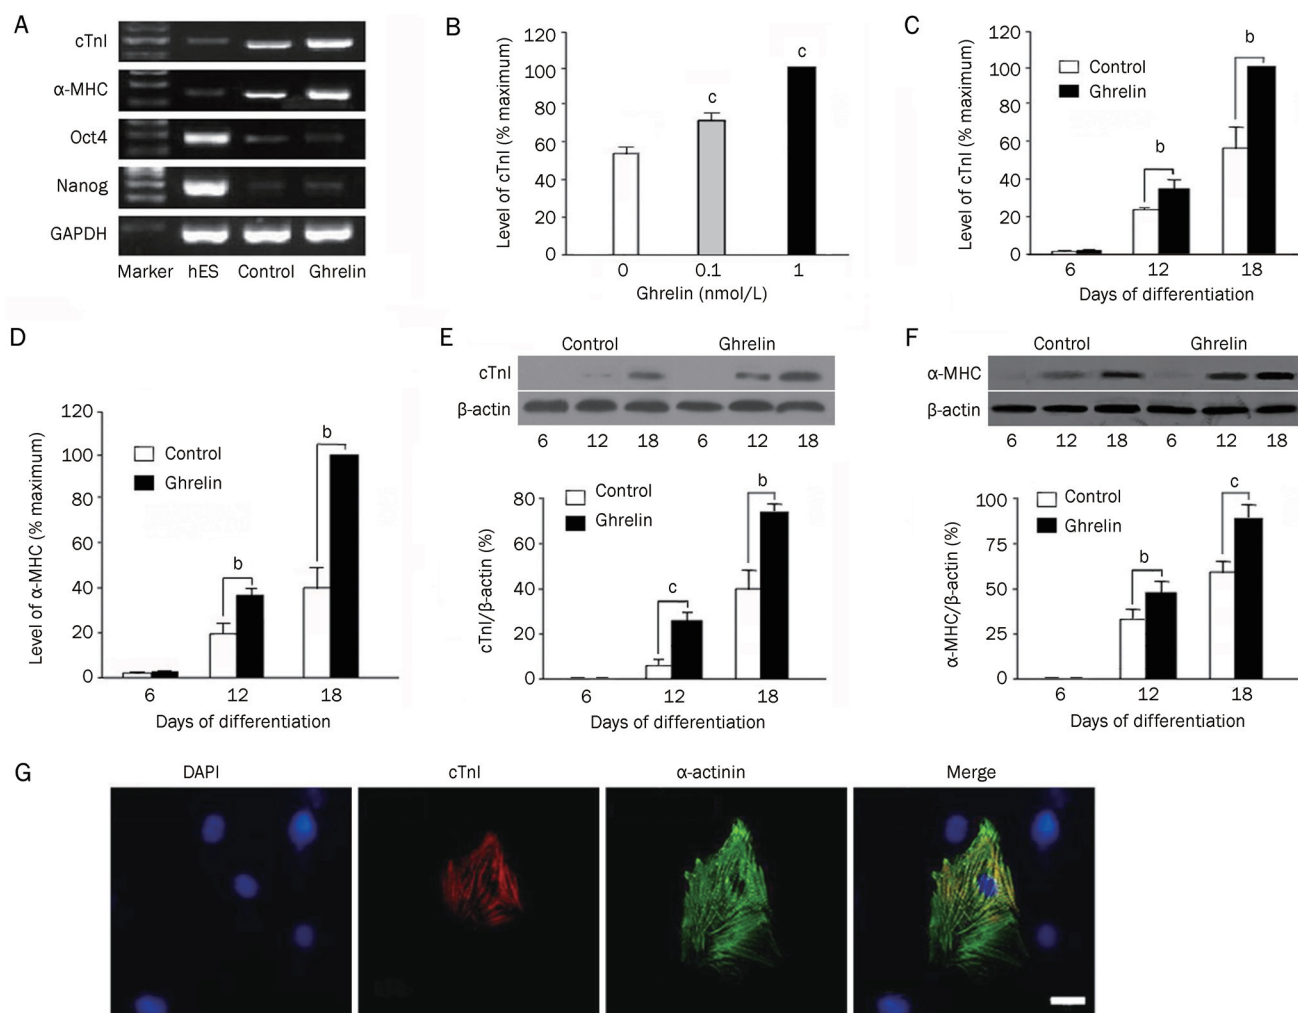 A
cTnI
α-MHC
Oct4
Nanog
GAPDH
Marker hES Control Ghrelin
B
Level of cTnI (% maximum)
120
100
80
60
40
20
0
c
c
0 0.1 1
Ghrelin (nmol/L)
C
Level of cTnI (% maximum)
120
100
80
60
40
20
0
Control
Ghrelin
b
b
6 12 18
Days of differentiation
D
Level of α-MHC (% maximum)
120
100
80
60
40
20
0
Control
Ghrelin
b
b
6 12 18
Days of differentiation
E
Control Ghrelin
cTnI
β-actin
6 12 18 6 12 18
cTnI/β-actin (%)
80
60
40
20
0
Control
Ghrelin
c
b
6 12 18
Days of differentiation
F
Control Ghrelin
α-MHC
β-actin
6 12 18 6 12 18
α-MHC/β-actin (%)
100
75
50
25
0
Control
Ghrelin
b
c
6 12 18
Days of differentiation
G
DAPI cTnI α-actinin Merge